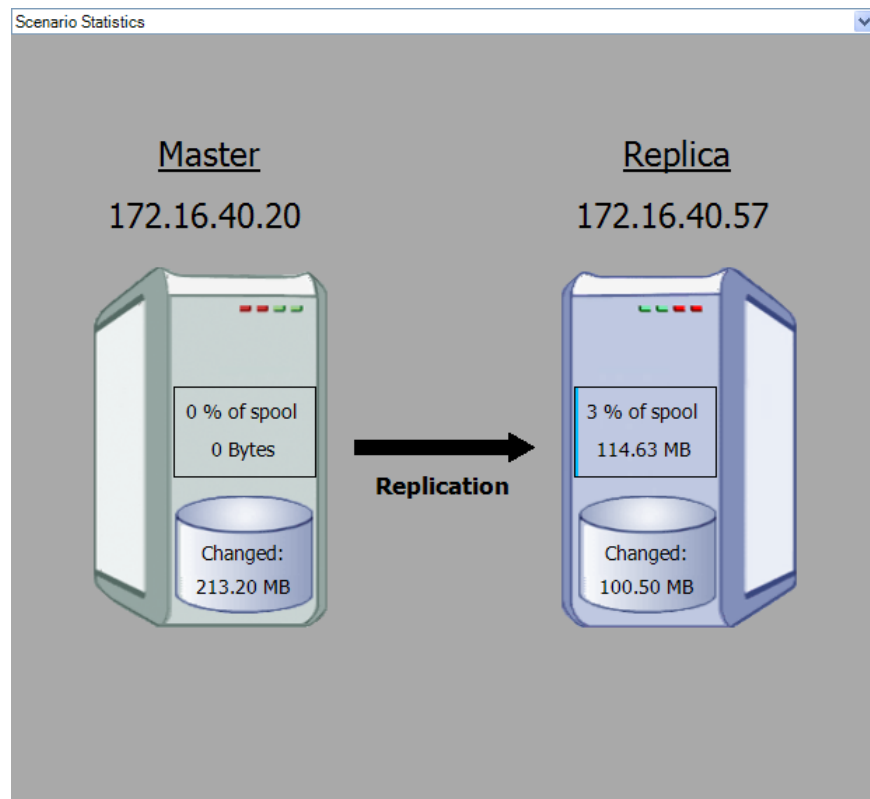 Scenario Statistics
Master
172.16.40.20
0 % of spool
0 Bytes
Changed:
213.20 MB
Replication
Replica
172.16.40.57
3 % of spool
114.63 MB
Changed:
100.50 MB